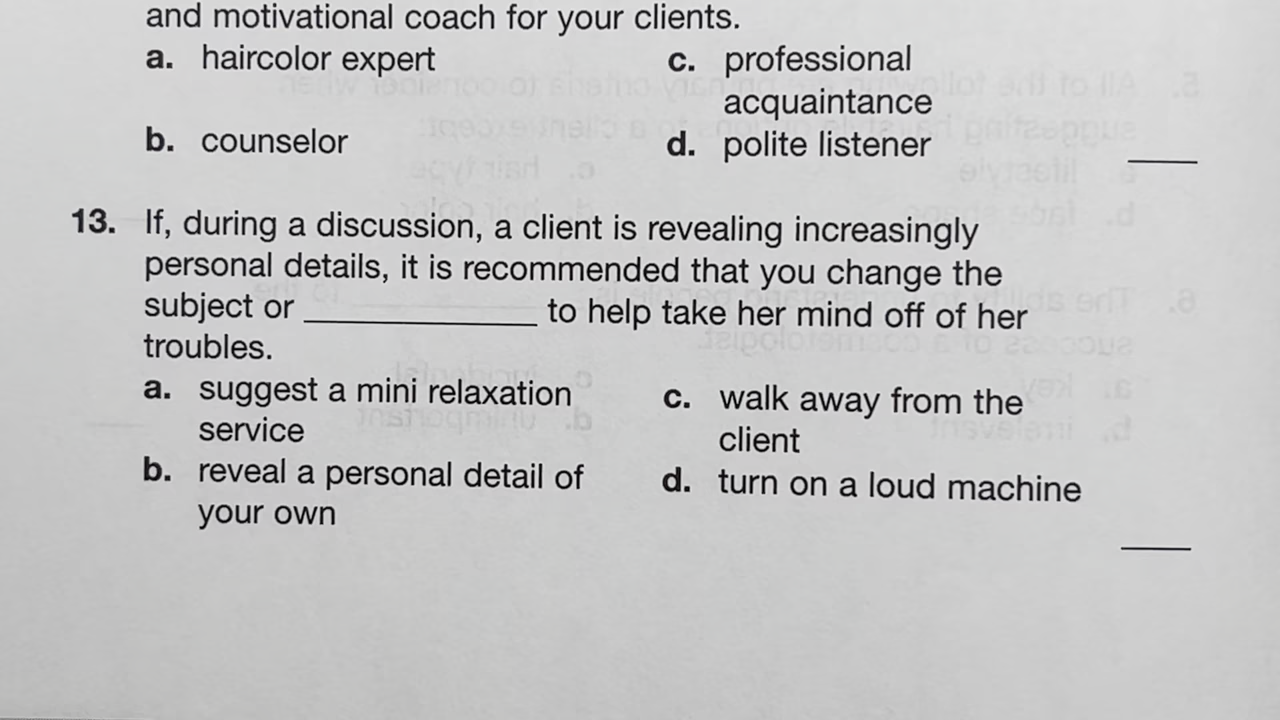 and motivational coach for your clients.
a. haircolor expert
b. counselor
c. professional
acquaintance
d. polite listener
13. If, during a discussion, a client is revealing increasingly
personal details, it is recommended that you change the
subject or ____________ to help take her mind off of her
troubles.
a. suggest a mini relaxation
service
b. reveal a personal detail of
your own
c. walk away from the
client
d. turn on a loud machine